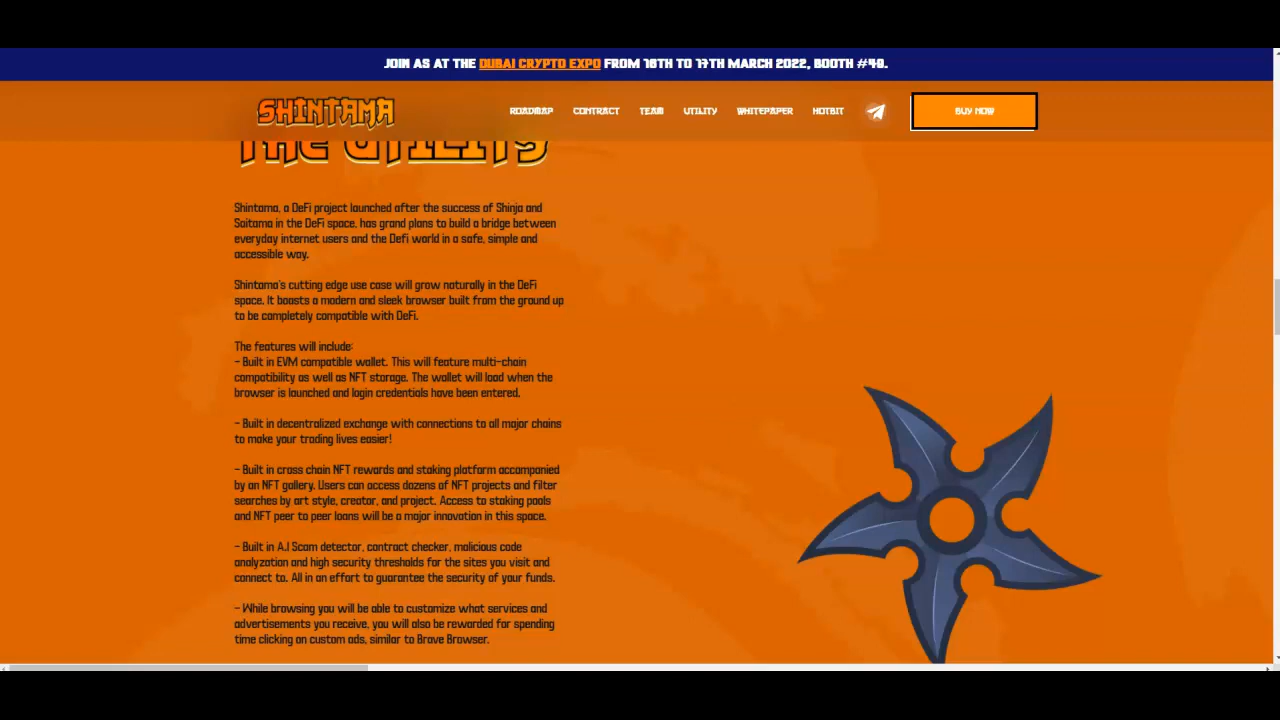 JOIN AS AT THE DUBAI CRYPTO EXPO FROM 16TH TO 17TH MARCH 2022, BOOTH #49.
SHINTAMA
ROADMAP CONTRACT TEAM UTILITY WHITEPAPER HOTBIT BUY NOW
THE UTILITY
Shintama, a DeFi project launched after the success of Shinja and
Saitama in the DeFi space, has grand plans to build a bridge between
everyday internet users and the Defi world in a safe, simple and
accessible way.
Shintama's cutting edge use case will grow naturally in the DeFi
space. It boasts a modern and sleek browser built from the ground up
to be completely compatible with DeFi.
The features will include:
- Built in EVM compatible wallet. This will feature multi-chain
compatibility as well as NFT storage. The wallet will load when the
browser is launched and login credentials have been entered.
- Built in decentralized exchange with connections to all major chains
to make your trading lives easier!
- Built in cross chain NFT rewards and staking platform accompanied
by an NFT gallery. Users can access dozens of NFT projects and filter
searches by art style, creator, and project. Access to staking pools
and NFT peer to peer loans will be a major innovation in this space.
- Built in A.I Scam detector, contract checker, malicious code
analyzation and high security thresholds for the sites you visit and
connect to. All in an effort to guarantee the security of your funds.
- While browsing you will be able to customize what services and
advertisements you receive, you will also be rewarded for spending
time clicking on custom ads, similar to Brave Browser.